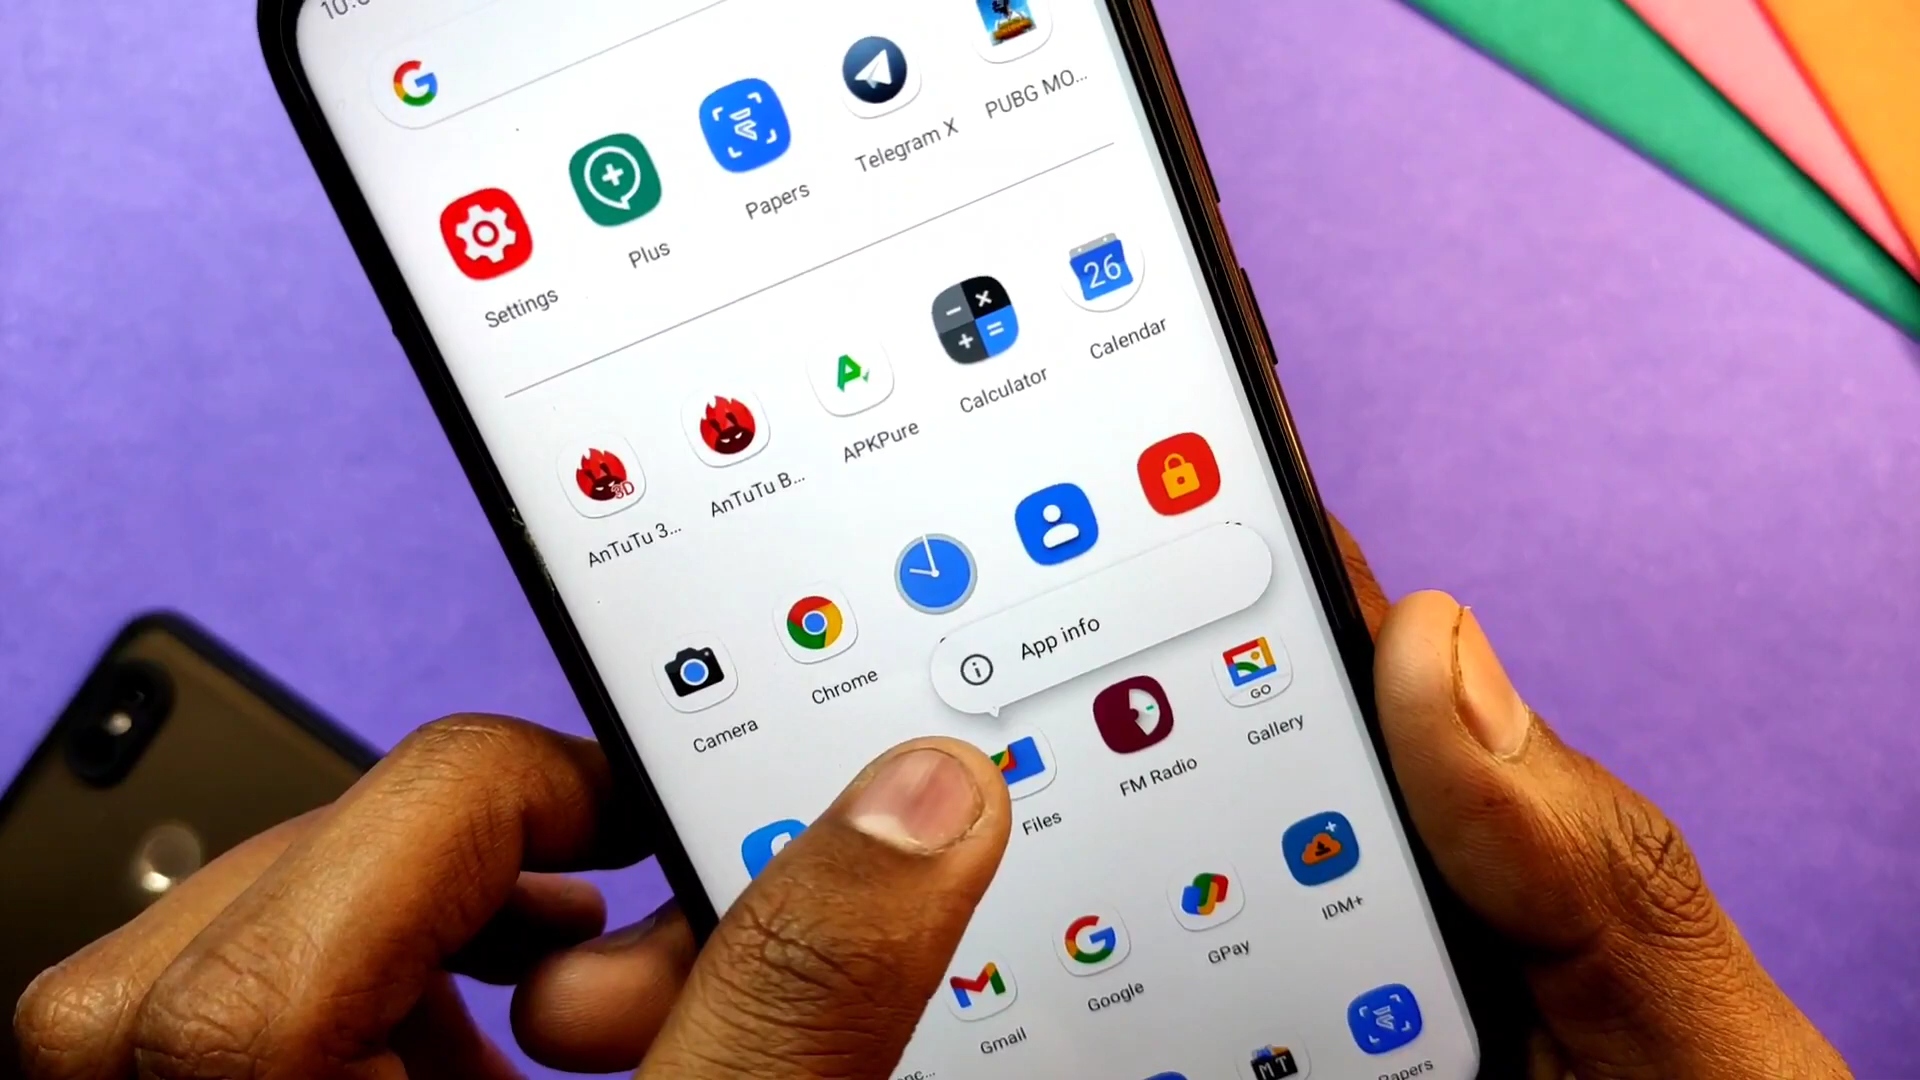 Settings
Plus
Papers
Telegram X
PUBG MO...
AnTuTu 3...
3D
AnTuTu B...
APKPure
Calculator
26
Calendar
Camera
Chrome
App info
Files
FM Radio
GO
Gallery
Gmail
Google
GPay
IDM+
MT
Papers